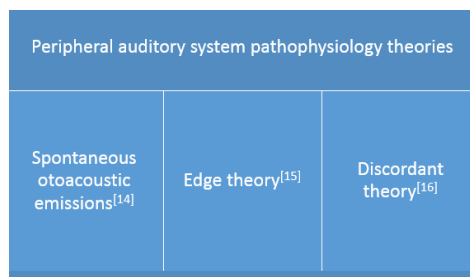 Peripheral auditory system pathophysiology theories
Spontaneous
otoacoustic
emissions[14]
Edge theory[15]
Discordant
theory[16]